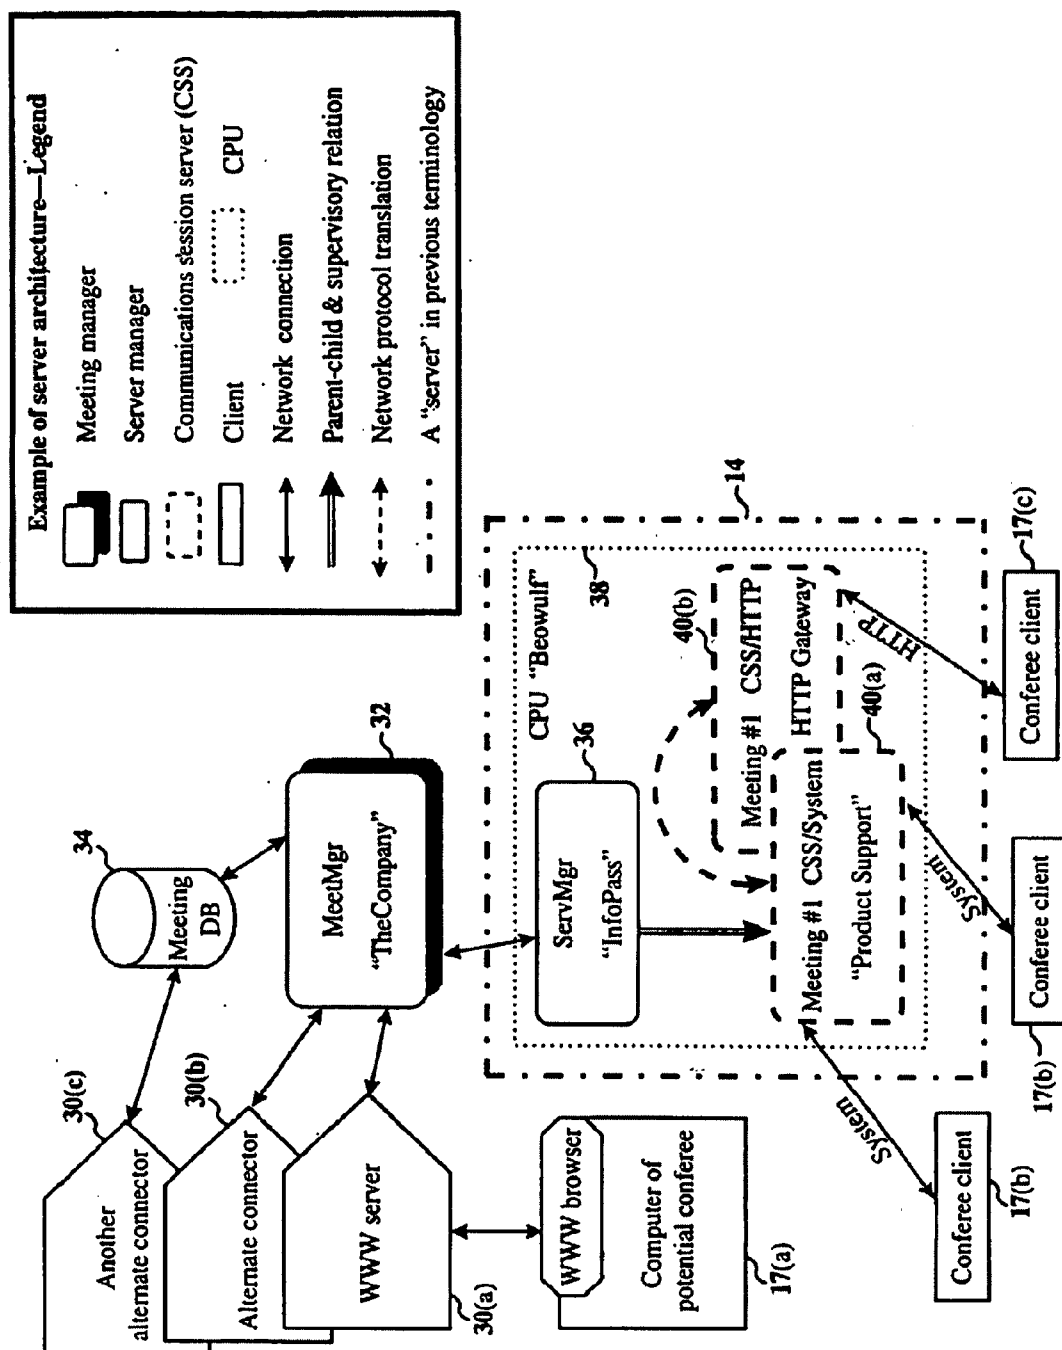 Example of server architecture—Legend
Meeting manager
Server manager
Communications session server (CSS)
Client
CPU
Network connection
Parent-child & supervisory relation
Network protocol translation
A “server” in previous terminology
30(c)
Another
alternate connector
30(b)
Alternate connector
WWW server
30(a)
WWW browser
Computer of
potential conferee
17(a)
34
Meeting
DB
MeetMgr
“TheCompany”
32
14
CPU “Beowulf”
38
ServMgr
“InfoPass”
36
40(b)
Meeting #1 CSS/HTTP
HTTP Gateway
40(a)
Meeting #1 CSS/System
“Product Support”
System
System
HTTP
Conferee client
17(b)
Conferee client
17(b)
Conferee client
17(c)